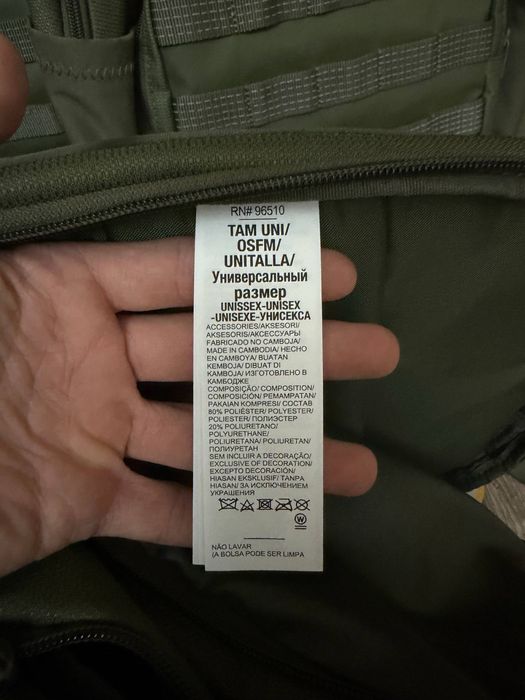 RN# 96510
TAM UNI/
OSFM/
UNITALLA/
Универсальный
размер
UNISSEX-UNISEX
-UNISEXE-УНИСЕКСА
ACCESSORIES/AKSESORI/
AKSESORIS/АКСЕССУАРЫ
FABRICADO NO CAMBOJA/
MADE IN CAMBODIA/ HECHO
EN CAMBOYA/ BUATAN
KEMBOJA/ DIBUAT DI
KAMBOJA/ ИЗГОТОВЛЕНО В
КАМБОДЖЕ
COMPOSIÇÃO/ COMPOSITION/
COMPOSICIÓN/ PEMAMPATAN/
PAKAIAN KOMPRESI/ СОСТАВ
80% POLIÉSTER/ POLYESTER/
POLIÉSTER/ ПОЛИЭСТЕР
20% POLIURETANO/
POLYURETHANE/
POLIURETANA/ POLIURETAN/
ПОЛИУРЕТАН
SEM INCLUIR A DECORAÇÃO/
EXCLUSIVE OF DECORATION/
EXCEPTO DECORACIÓN/
HIASAN EKSKLUSIF/ TANPA
HIASAN/ ЗА ИСКЛЮЧЕНИЕМ
УКРАШЕНИЯ
W
NÃO LAVAR
(A BOLSA PODE SER LIMPA